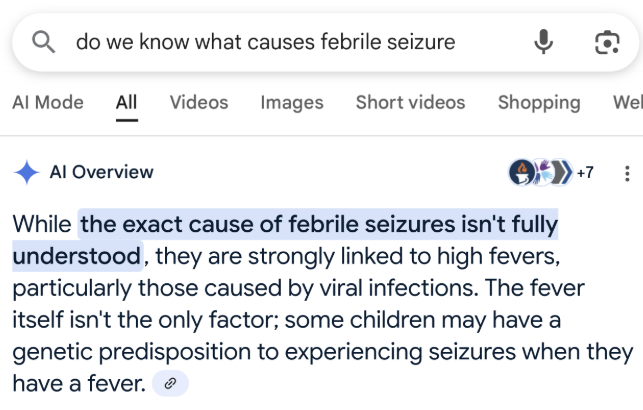 do we know what causes febrile seizure
AI Mode All Videos Images Short videos Shopping
AI Overview +7
While the exact cause of febrile seizures isn't fully
understood, they are strongly linked to high fevers,
particularly those caused by viral infections. The fever
itself isn't the only factor; some children may have a
genetic predisposition to experiencing seizures when they
have a fever.